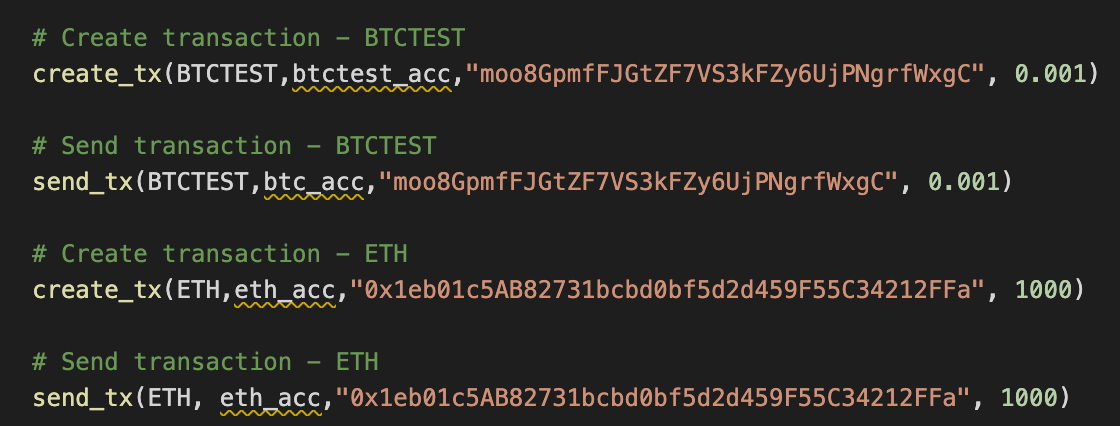 # Create transaction - BTCTEST
create_tx(BTCTEST,btctest_acc,"moo8GpmfFJGtZF7VS3kFZy6UjPNgrfWxgC", 0.001)
# Send transaction - BTCTEST
send_tx(BTCTEST,btc_acc,"moo8GpmfFJGtZF7VS3kFZy6UjPNgrfWxgC", 0.001)
# Create transaction - ETH
create_tx(ETH,eth_acc,"0x1eb01c5AB82731bcbd0bf5d2d459F55C34212FFa", 1000)
# Send transaction - ETH
send_tx(ETH, eth_acc,"0x1eb01c5AB82731bcbd0bf5d2d459F55C34212FFa", 1000)